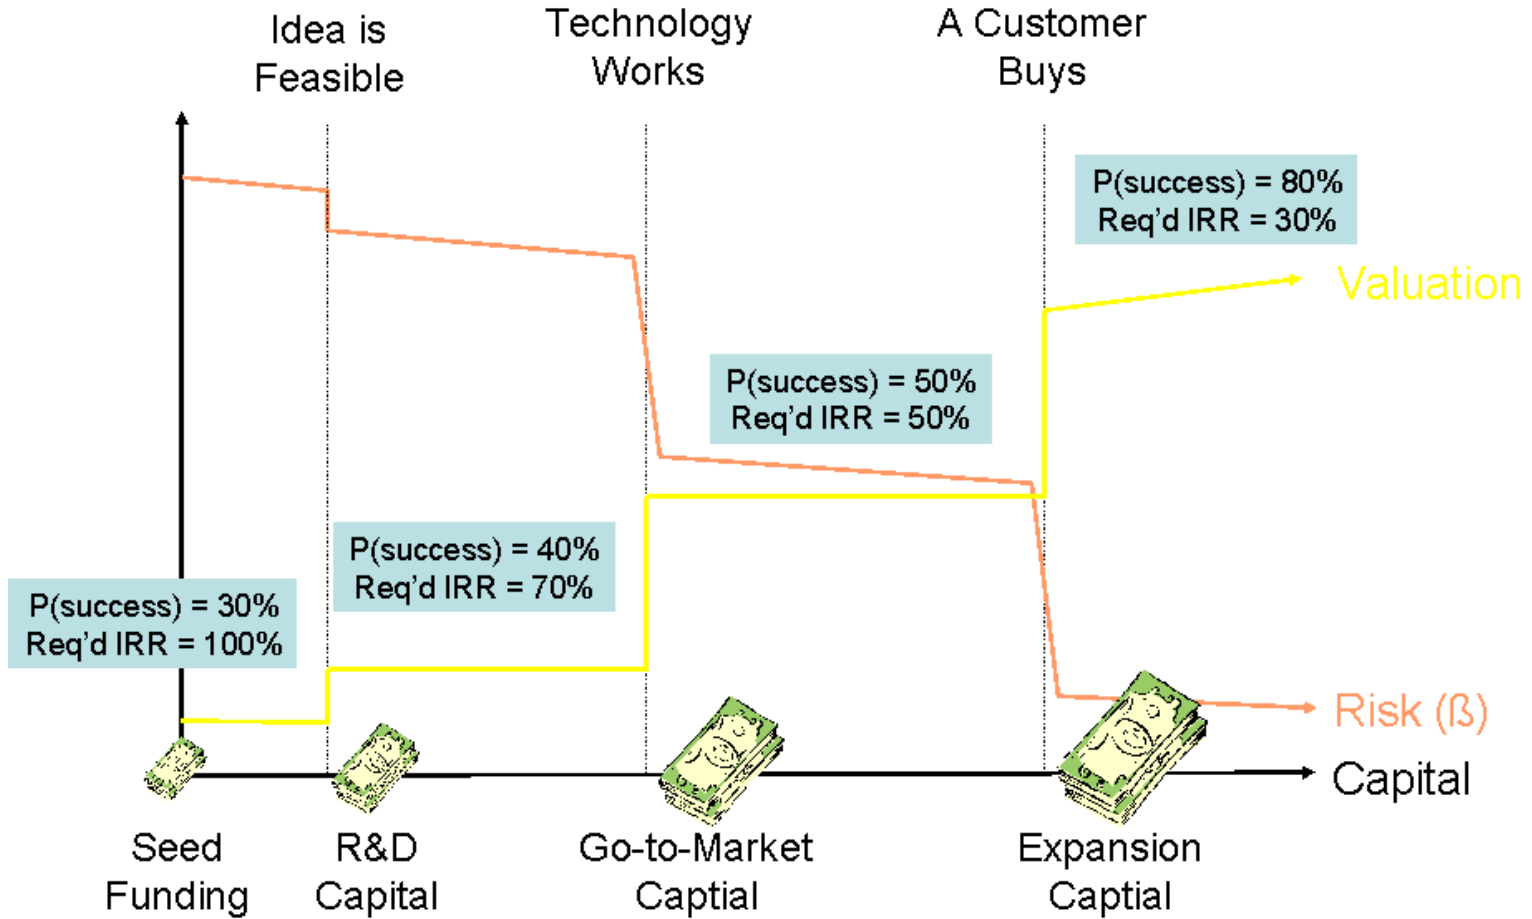 Idea is
Feasible
Technology
Works
A Customer
Buys
P(success) = 80%
Req'd IRR = 30%
Valuation
P(success) = 50%
Req'd IRR = 50%
P(success) = 40%
Req'd IRR = 70%
P(success) = 30%
Req'd IRR = 100%
Risk (ß)
Capital
Seed
Funding
R&D
Capital
Go-to-Market
Captial
Expansion
Captial